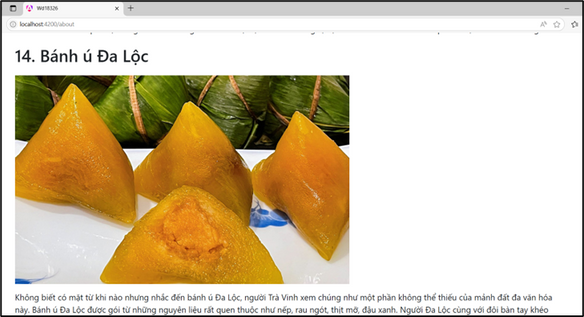 Wd18326
localhost:4200/about
14. Bánh ú Đa Lộc
Không biết có mặt từ khi nào nhưng nhắc đến bánh ú Đa Lộc, người Trà Vinh xem chúng như một phần không thể thiếu của mảnh đất đa văn hóa
này. Bánh ú Đa Lộc được gói từ những nguyên liệu rất quen thuộc như nếp, rau ngót, thịt mỡ, đậu xanh. Người Đa Lộc cùng với đôi bàn tay khéo